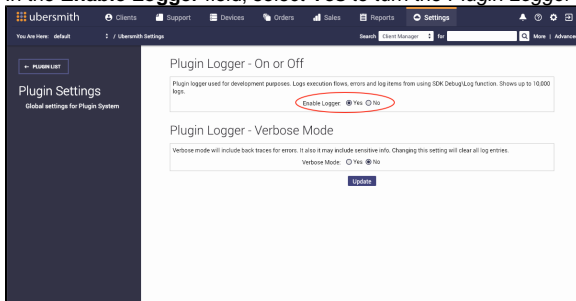 In the Enable Logger field, select Yes to turn the Plugin Logger
ubersmith Clients Support Devices Orders Sales Reports Settings
You Are Here: default / Ubersmith Settings Search Client Manager for More | Advanced
← PLUGIN LIST
Plugin Settings
Global settings for Plugin System
Plugin Logger - On or Off
Plugin logger used for development purposes. Logs execution flows, errors and log items from using SDK Debug\Log function. Shows up to 10,000
logs.
Enable Logger: Yes No
Plugin Logger - Verbose Mode
Verbose mode will include back traces for errors. It also it may include sensitive info. Changing this setting will clear all log entries.
Verbose Mode: Yes No
Update